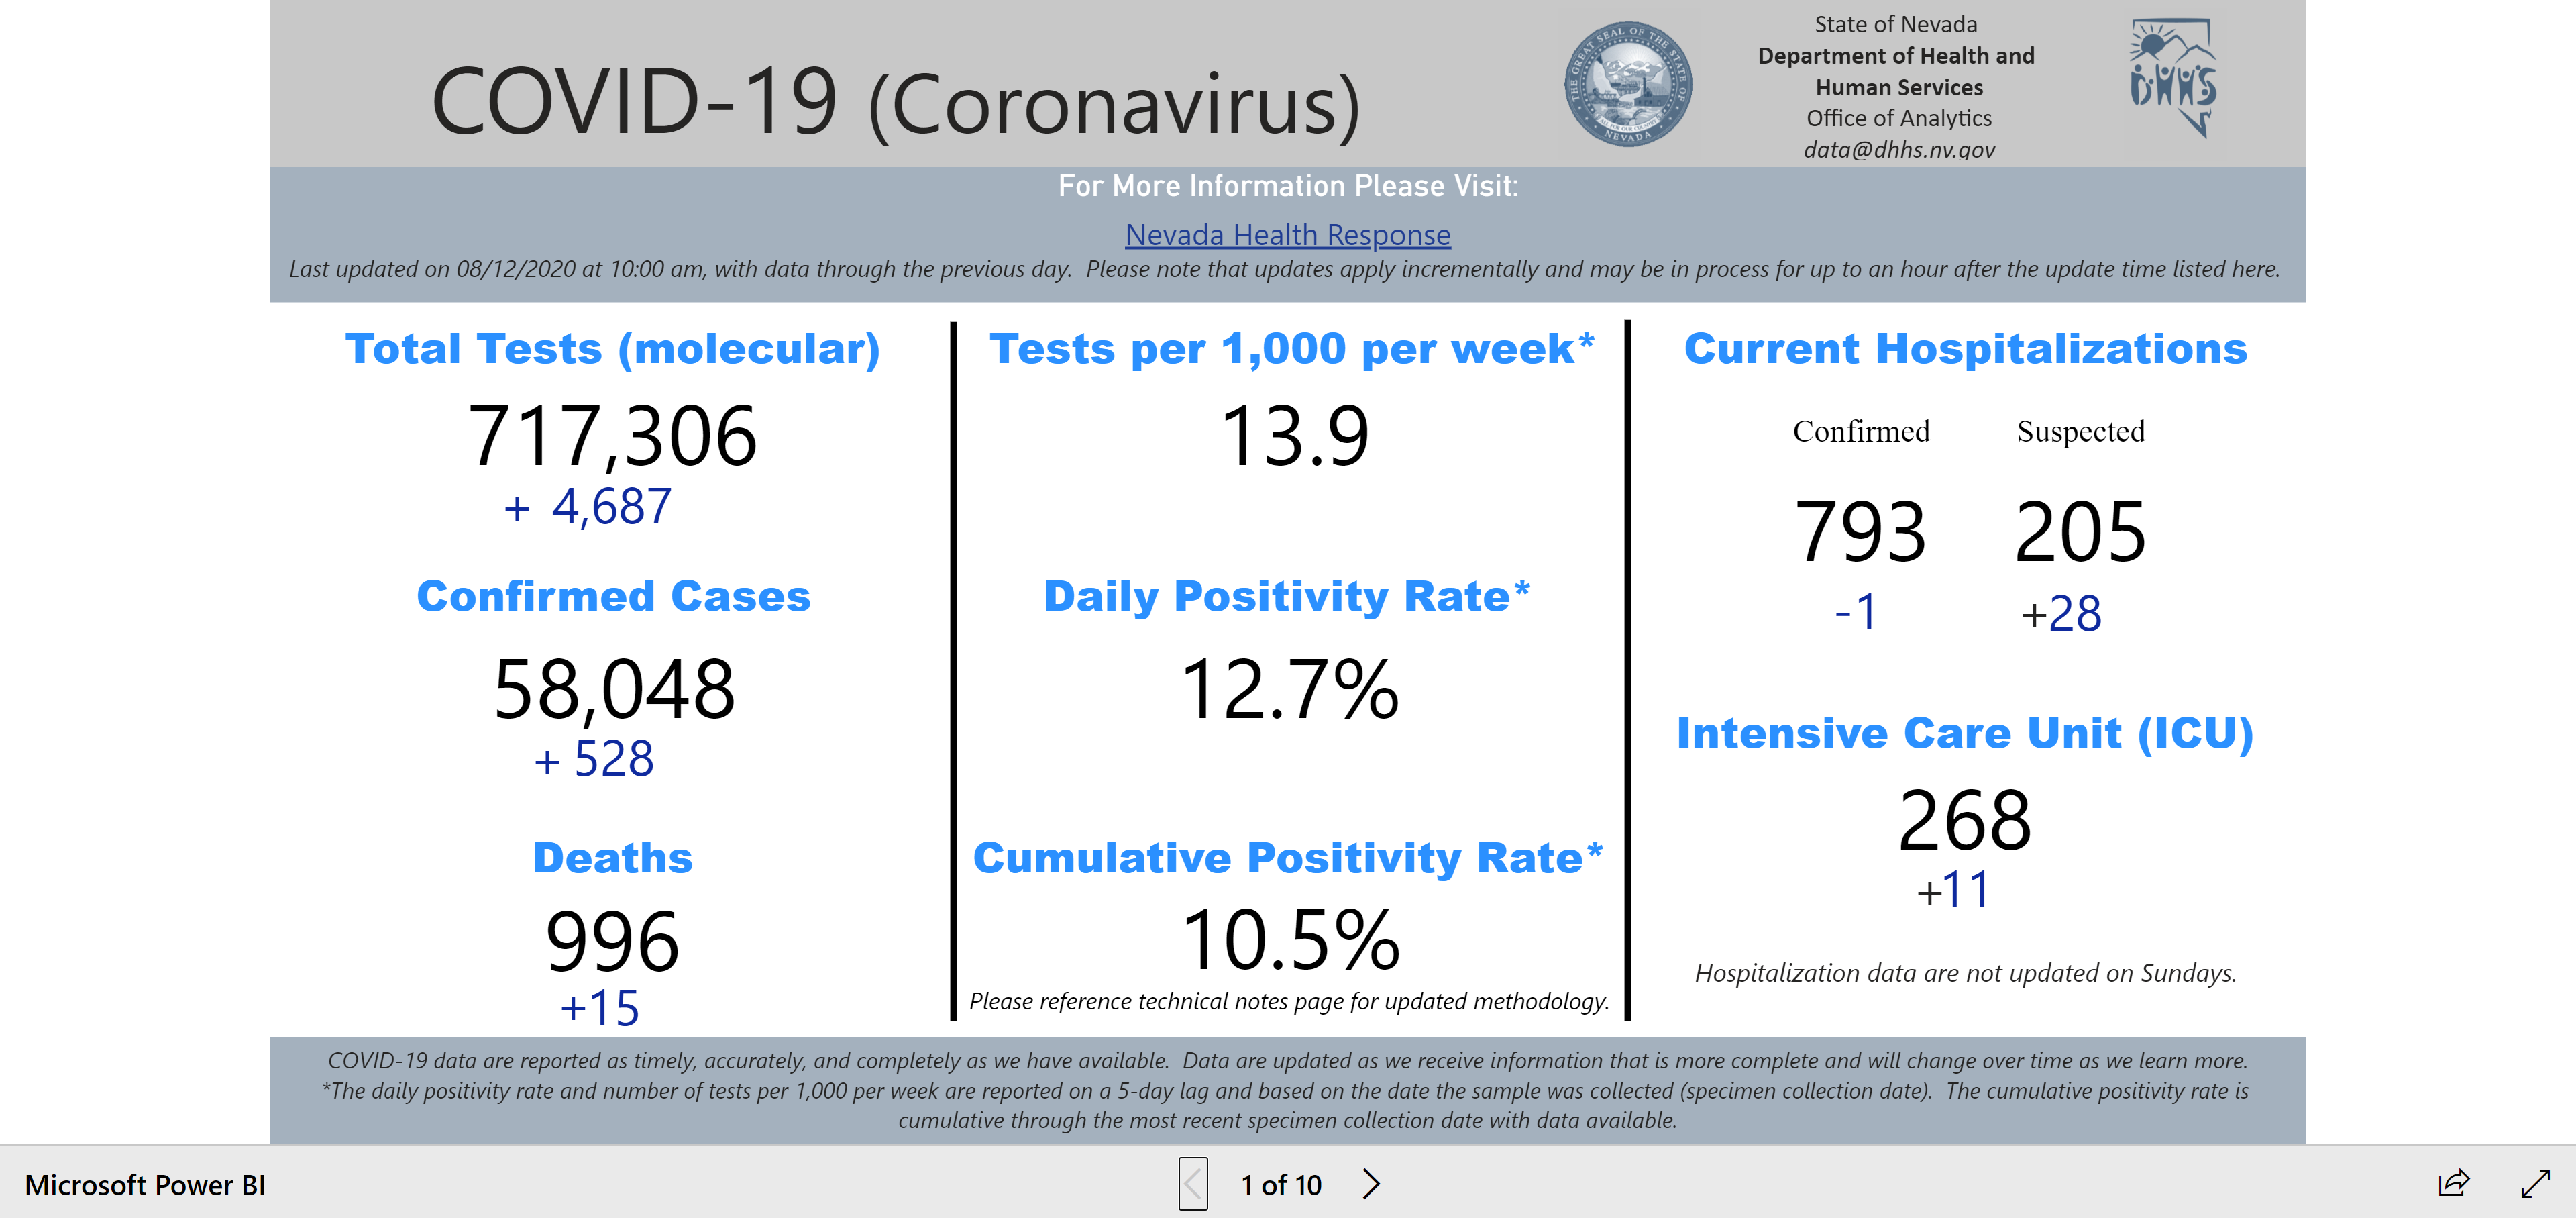 COVID-19 (Coronavirus)
THE GREAT SEAL OF THE STATE OF NEVADA
ALL FOR OUR COUNTRY
State of Nevada
Department of Health and
Human Services
Office of Analytics
data@dhhs.nv.gov
DHHS
For More Information Please Visit:
Nevada Health Response
Last updated on 08/12/2020 at 10:00 am, with data through the previous day.  Please note that updates apply incrementally and may be in process for up to an hour after the update time listed here.
Total Tests (molecular)
717,306
+ 4,687
Confirmed Cases
58,048
+ 528
Deaths
996
+15
Tests per 1,000 per week*
13.9
Daily Positivity Rate*
12.7%
Cumulative Positivity Rate*
10.5%
Please reference technical notes page for updated methodology.
Current Hospitalizations
Confirmed Suspected
793 205
-1 +28
Intensive Care Unit (ICU)
268
+11
Hospitalization data are not updated on Sundays.
COVID-19 data are reported as timely, accurately, and completely as we have available.  Data are updated as we receive information that is more complete and will change over time as we learn more.
*The daily positivity rate and number of tests per 1,000 per week are reported on a 5-day lag and based on the date the sample was collected (specimen collection date).  The cumulative positivity rate is
cumulative through the most recent specimen collection date with data available.
Microsoft Power BI
1 of 10